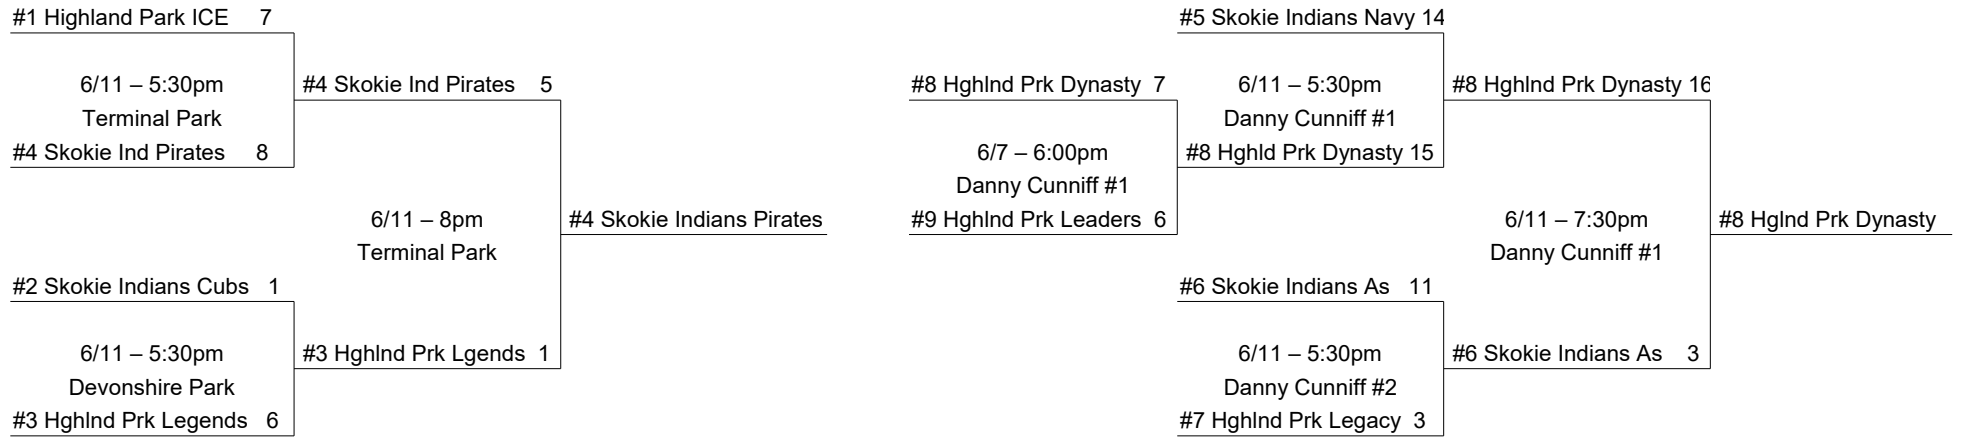 #1 Highland Park ICE 7
6/11 – 5:30pm
Terminal Park
#4 Skokie Ind Pirates 8
#4 Skokie Ind Pirates 5
6/11 – 8pm
Terminal Park
#4 Skokie Indians Pirates
#2 Skokie Indians Cubs 1
6/11 – 5:30pm
Devonshire Park
#3 Hghlnd Prk Legends 6
#3 Hghlnd Prk Lgends 1
#8 Hghlnd Prk Dynasty 7
6/7 – 6:00pm
Danny Cunniff #1
#9 Hghlnd Prk Leaders 6
#5 Skokie Indians Navy 14
6/11 – 5:30pm
Danny Cunniff #1
#8 Hghld Prk Dynasty 15
#8 Hghlnd Prk Dynasty 16
6/11 – 7:30pm
Danny Cunniff #1
#8 Hglnd Prk Dynasty
#6 Skokie Indians As 11
6/11 – 5:30pm
Danny Cunniff #2
#7 Hghlnd Prk Legacy 3
#6 Skokie Indians As 3